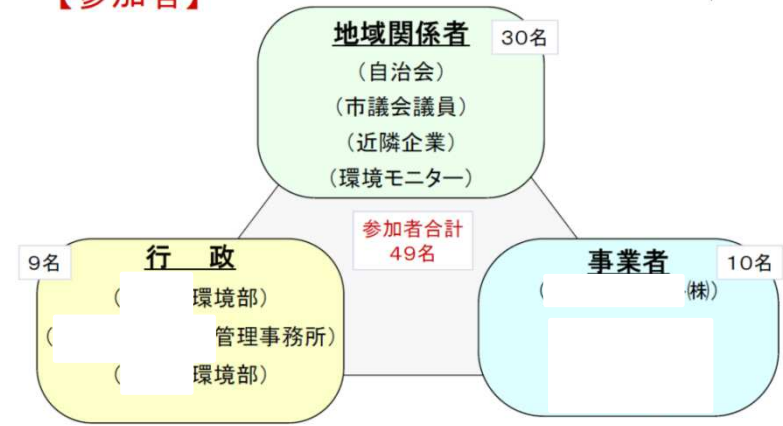 【参加者】
地域関係者 30名
（自治会）
（市議会議員）
（近隣企業）
（環境モニター）
参加者合計
49名
9名 行 政
（ 環境部）
（ 管理事務所）
（ 環境部）
事業者 10名
（ ㈱）